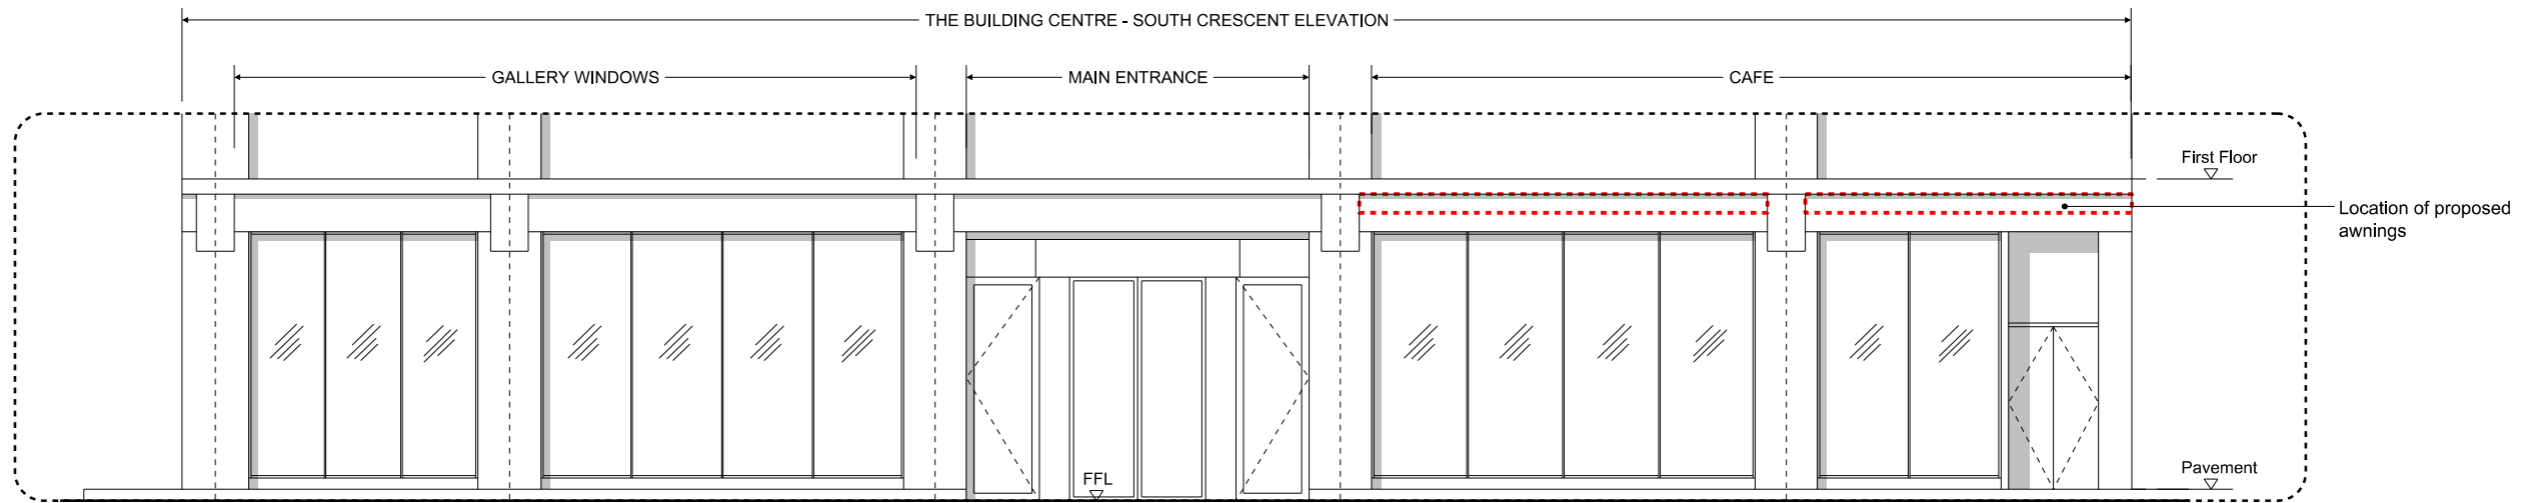 THE BUILDING CENTRE - SOUTH CRESCENT ELEVATION
GALLERY WINDOWS
MAIN ENTRANCE
CAFE
First Floor
Location of proposed
awnings
FFL
Pavement